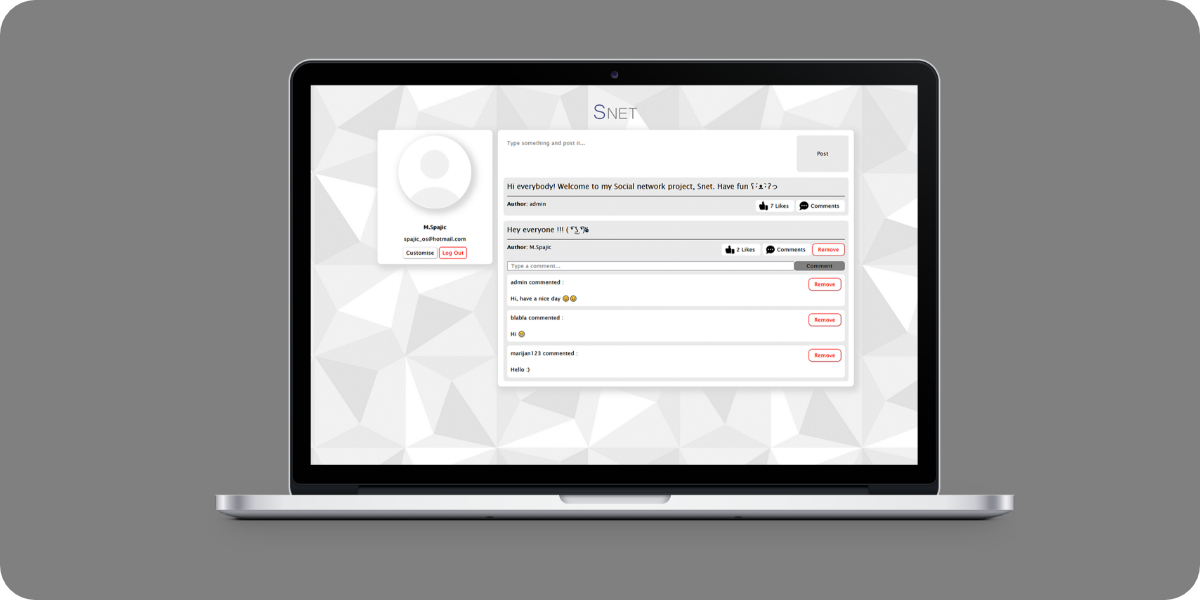 SNET
Type something and post it...
Post
M.Spajic
spajic_os@hotmail.com
Customise
Log Out
Hi everybody! Welcome to my Social network project, Snet. Have fun ʕ·ᴥ·ʔっ
Author: admin
7 Likes
Comments
Hey everyone !!!
Author: M.Spajic
2 Likes
Comments
Remove
Type a comment...
Comment
admin commented :
Remove
Hi, have a nice day
blabla commented :
Remove
Hi
marijan123 commented :
Remove
Hello :)